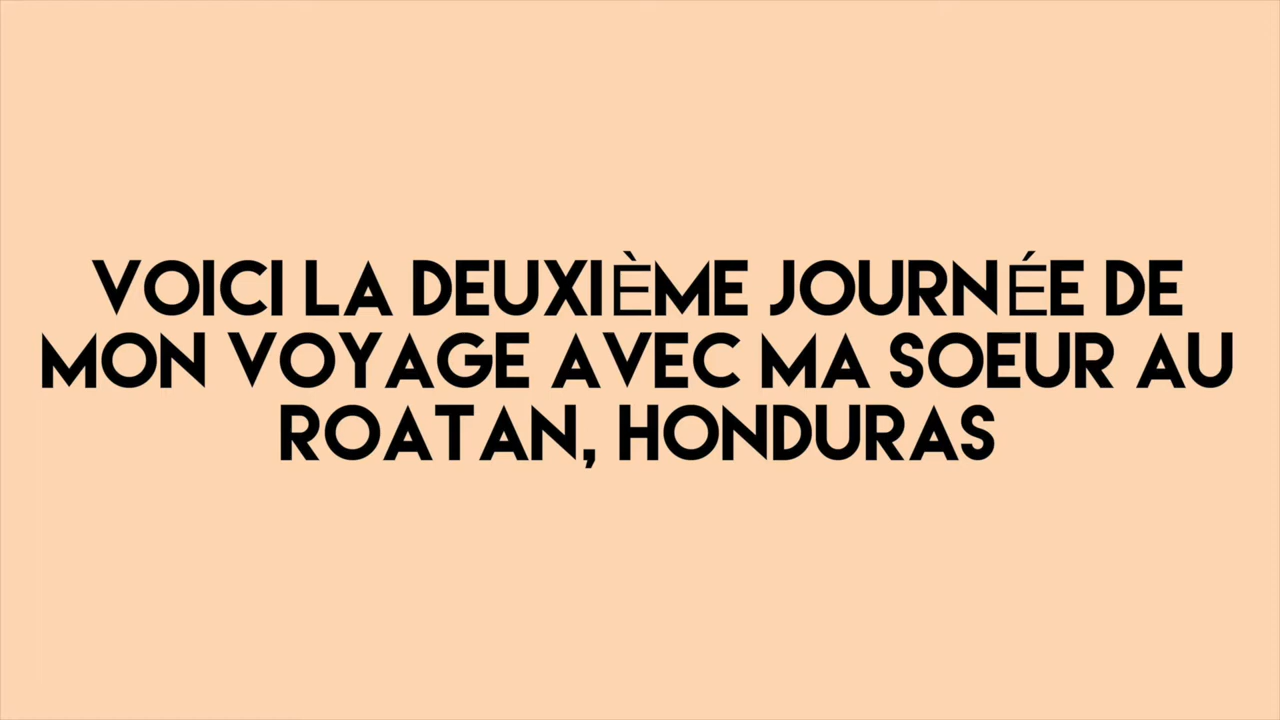 VOICI LA DEUXIÈME JOURNÉE DE
MON VOYAGE AVEC MA SOEUR AU
ROATAN, HONDURAS